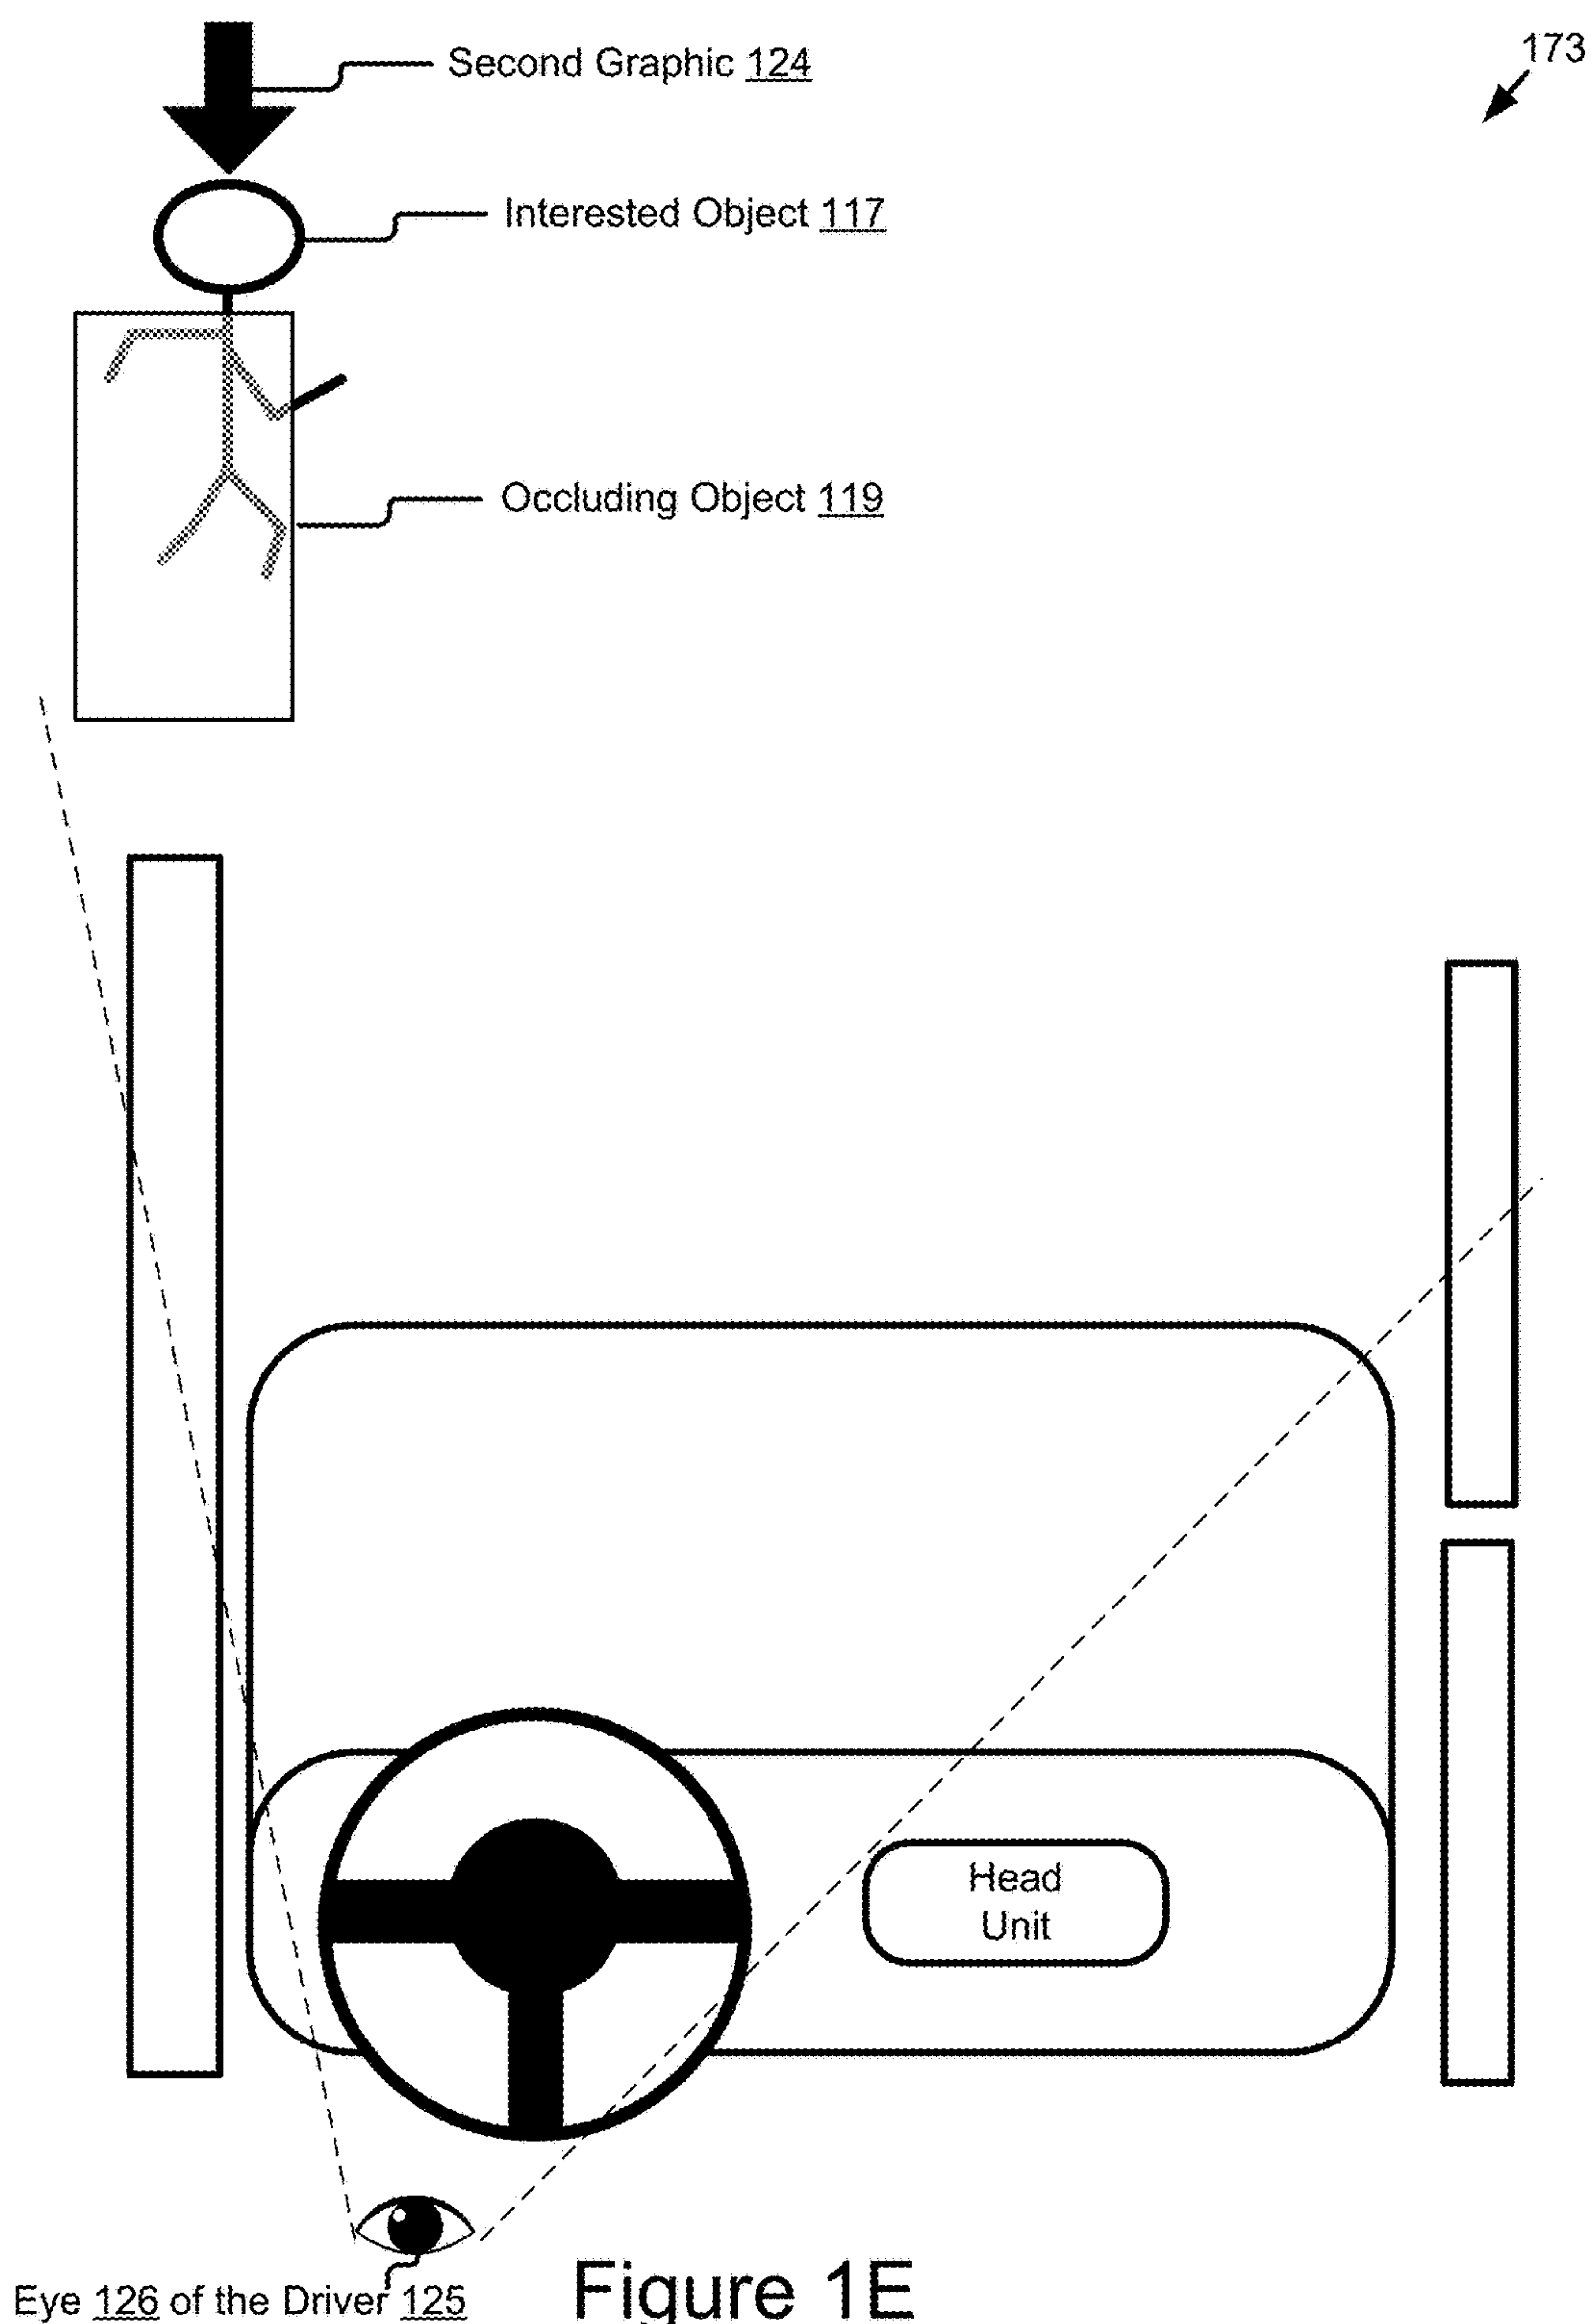 Second Graphic 124
173
Interested Object 117
Occluding Object 119
Head
Unit
Eye 126 of the Driver 125
Figure 1E